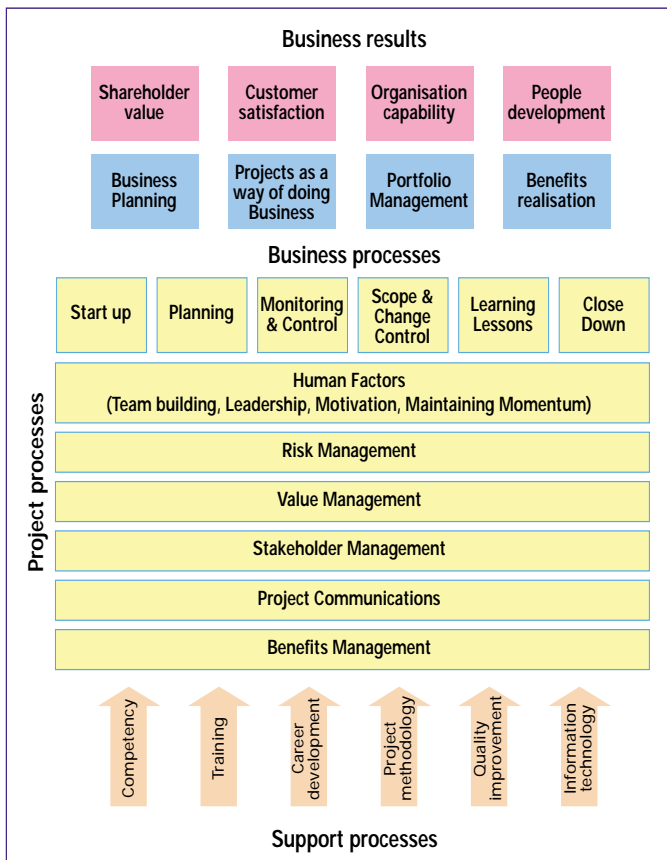 Business results
Shareholder
value
Customer
satisfaction
Organisation
capability
People
development
Business
Planning
Projects as a
way of doing
Business
Portfolio
Management
Benefits
realisation
Business processes
Project processes
Start up
Planning
Monitoring
& Control
Scope &
Change
Control
Learning
Lessons
Close
Down
Human Factors
(Team building, Leadership, Motivation, Maintaining Momentum)
Risk Management
Value Management
Stakeholder Management
Project Communications
Benefits Management
Competency
Training
Career
development
Project
methodology
Quality
improvement
Information
technology
Support processes